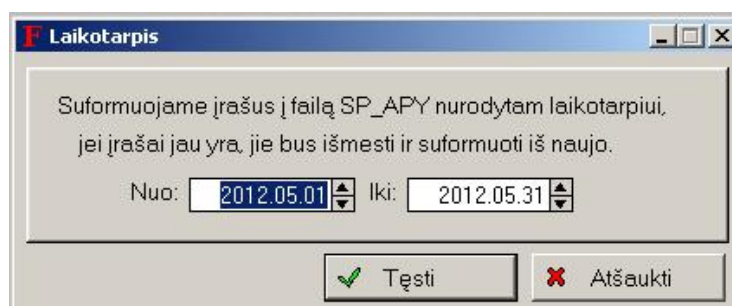 F Laikotarpis
Suformuojame įrašus į failą SP_APY nurodytam laikotarpiui,
jei įrašai jau yra, jie bus išmesti ir suformuoti iš naujo.
Nuo: 2012.05.01 Iki: 2012.05.31
Tęsti Atšaukti